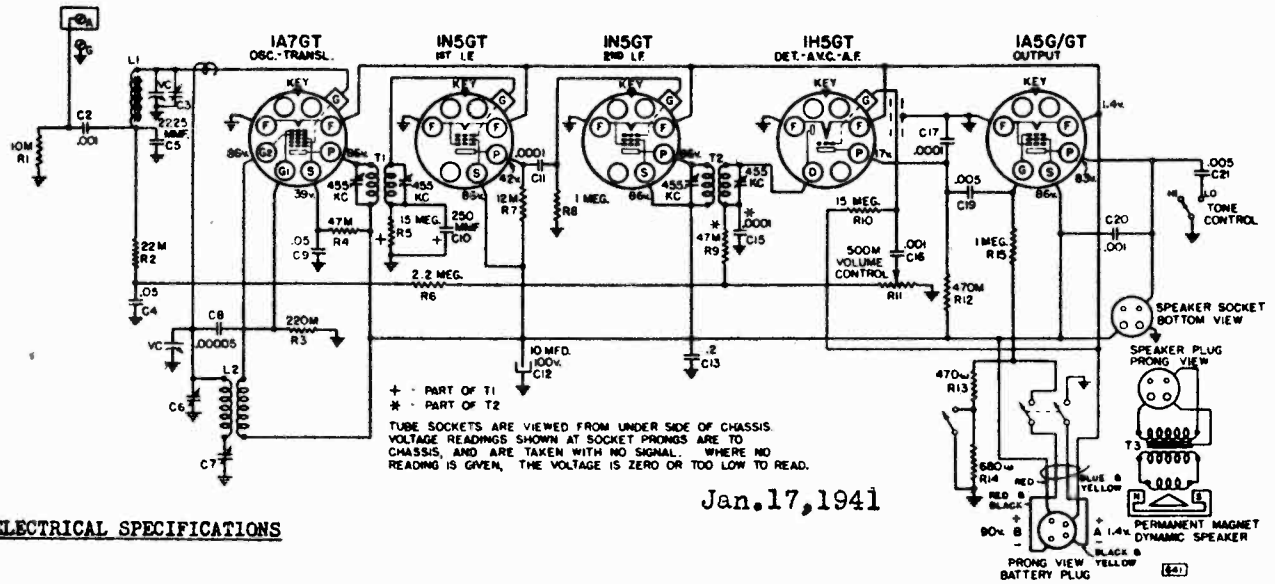 A
G
1A7GT
OSC.-TRANSL.
1N5GT
1ST I.F.
1N5GT
2ND I.F.
1H5GT
DET.-A.V.C.-A.F.
1A5G/GT
OUTPUT
L1
KEY
KEY
KEY
KEY
KEY
VC
C3
2225
MMF.
C5
C2
.001
10M
R1
F
F
G
G2
P
G1
S
86v.
86v.
39v.
T1
455
KC
455
KC
F
F
G
P
S
42v.
86v.
.0001
C11
12M
R7
R8
1 MEG.
F
F
G
P
S
86v.
86v.
T2
455
KC
455
KC
F
F
G
D
P
17v.
C17
.0001
F
F
G
S
P
1.4v.
86v.
83v.
.005
C21
HI
LO
TONE
CONTROL
15 MEG.
R5
250
MMF
C10
+
+
47M
R4
.05
C9
*
.0001
C15
*
47M
R9
15 MEG.
R10
500M
VOLUME
CONTROL
R11
.001
C16
.005
C19
1 MEG.
R15
C20
.001
470M
R12
22M
R2
2.2 MEG.
R6
.05
C4
C8
.00005
220M
R3
VC
L2
C6
C7
10 MFD.
100v.
C12
.2
C13
SPEAKER SOCKET
BOTTOM VIEW
SPEAKER PLUG
PRONG VIEW
T3
N
S
PERMANENT MAGNET
DYNAMIC SPEAKER
470ω
R13
680ω
R14
RED
BLUE &
YELLOW
RED &
BLACK
90v.
+
B
-
+
A
-
1.4v.
BLACK &
YELLOW
PRONG VIEW
BATTERY PLUG
641
+ - PART OF T1
* - PART OF T2
TUBE SOCKETS ARE VIEWED FROM UNDER SIDE OF CHASSIS.
VOLTAGE READINGS SHOWN AT SOCKET PRONGS ARE TO
CHASSIS, AND ARE TAKEN WITH NO SIGNAL. WHERE NO
READING IS GIVEN, THE VOLTAGE IS ZERO OR TOO LOW TO READ.
Jan.17,1941
ELECTRICAL SPECIFICATIONS